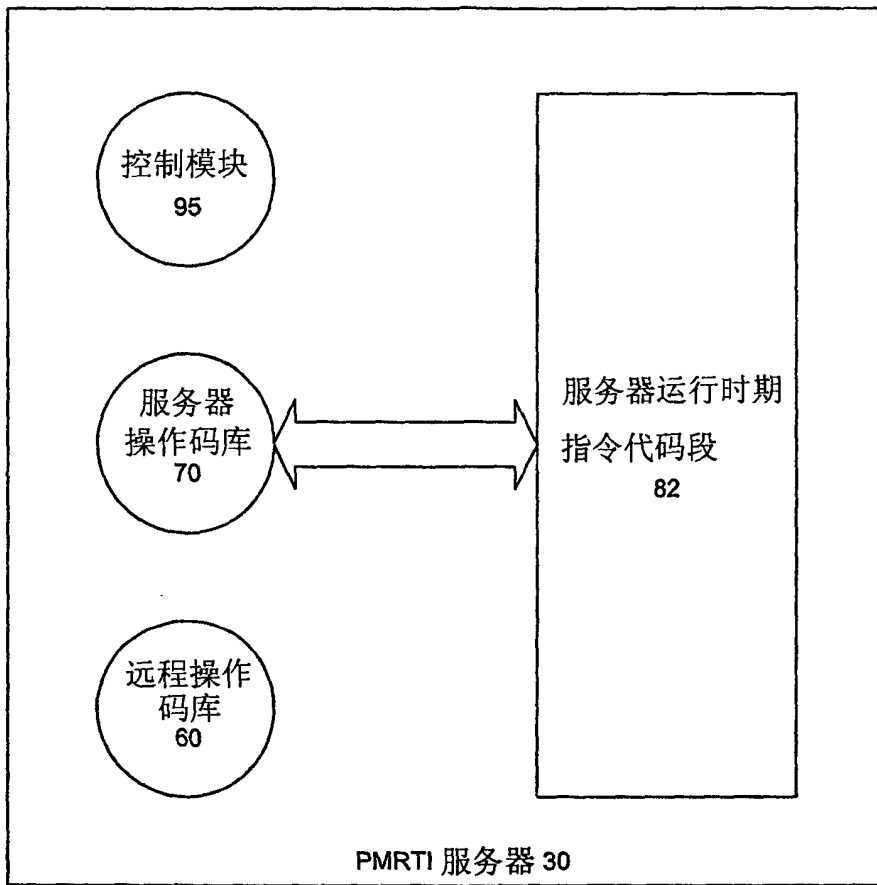 控制模块
95
服务器
操作码库
70
服务器运行时期
指令代码段
82
远程操作
码库
60
PMRTI 服务器 30